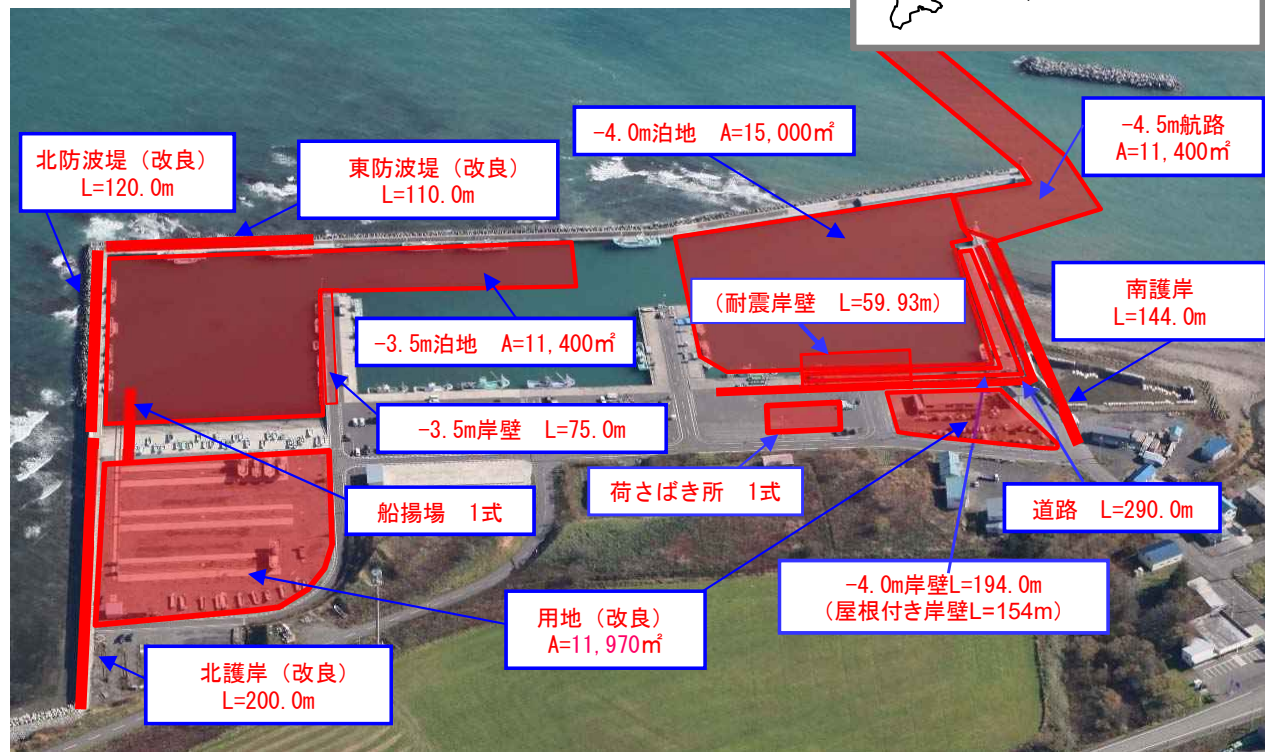 -4.0m泊地 A=15,000㎡
-4.5m航路
A=11,400㎡
北防波堤（改良）
L=120.0m
東防波堤（改良）
L=110.0m
（耐震岸壁 L=59.93m）
南護岸
L=144.0m
-3.5m泊地 A=11,400㎡
-3.5m岸壁 L=75.0m
荷さばき所 1式
船揚場 1式
道路 L=290.0m
-4.0m岸壁L=194.0m
（屋根付き岸壁L=154m）
用地（改良）
A=11,970㎡
北護岸（改良）
L=200.0m